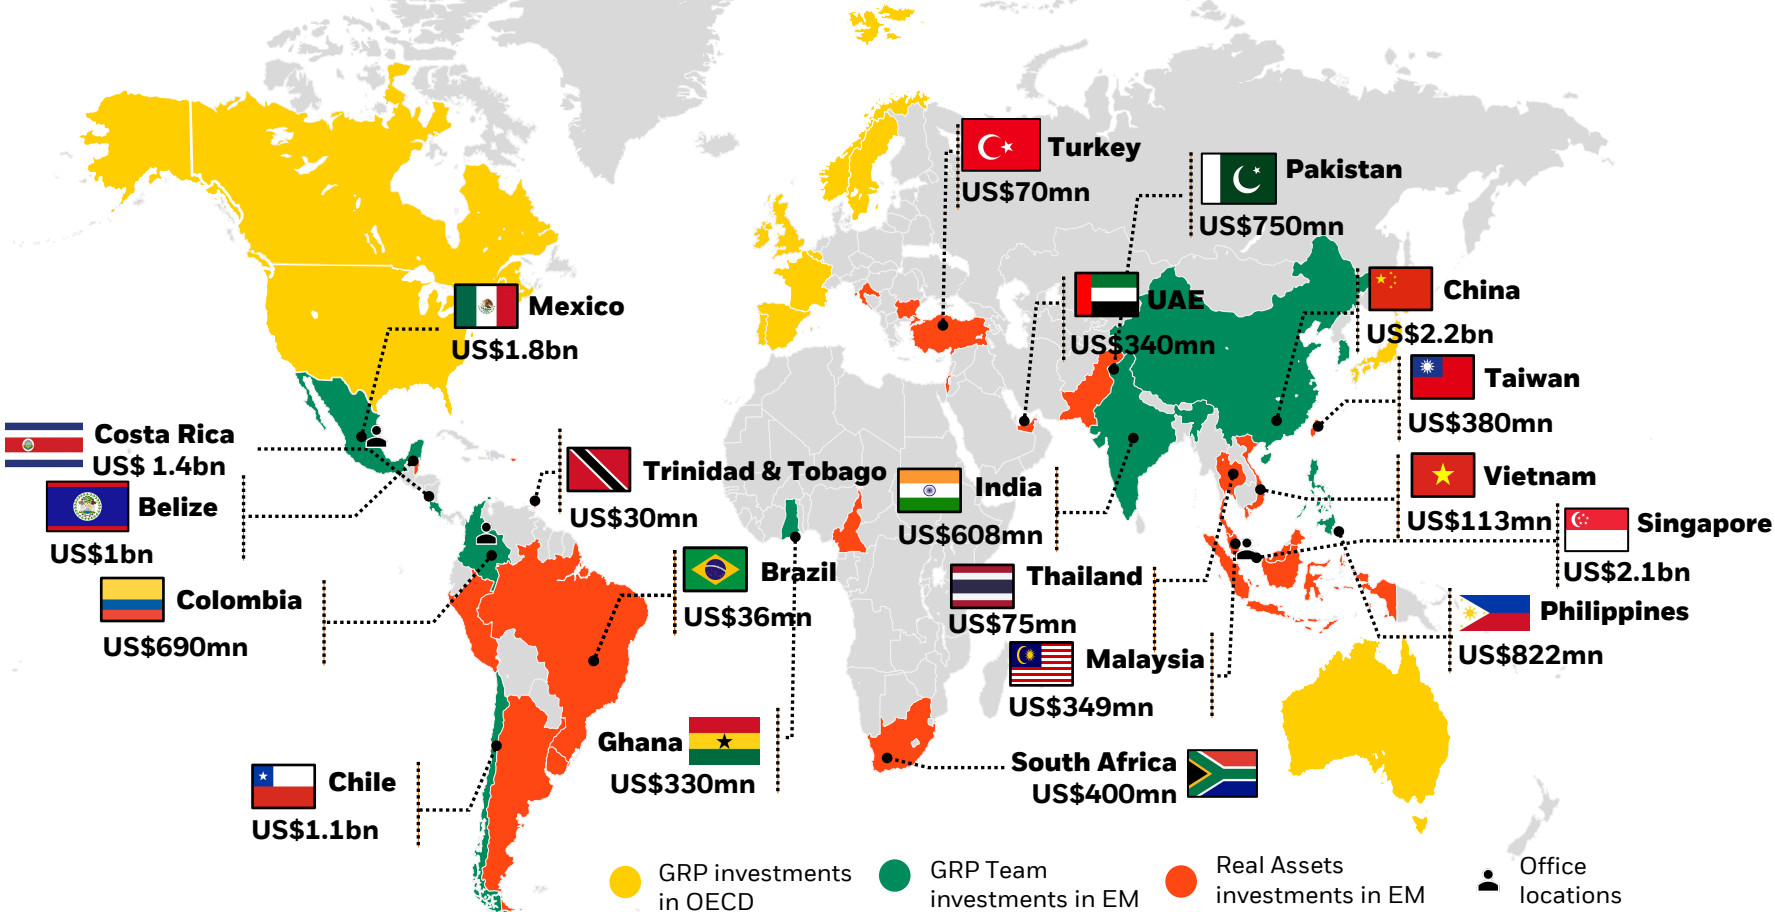 Turkey
US$70mn
Pakistan
US$750mn
UAE
US$340mn
China
US$2.2bn
Mexico
US$1.8bn
Taiwan
US$380mn
Costa Rica
US$ 1.4bn
Belize
US$1bn
Trinidad & Tobago
US$30mn
India
US$608mn
Vietnam
US$113mn
Singapore
US$2.1bn
Colombia
US$690mn
Brazil
US$36mn
Thailand
US$75mn
Philippines
US$822mn
Malaysia
US$349mn
Ghana
US$330mn
South Africa
US$400mn
Chile
US$1.1bn
GRP investments
in OECD
GRP Team
investments in EM
Real Assets
investments in EM
Office
locations